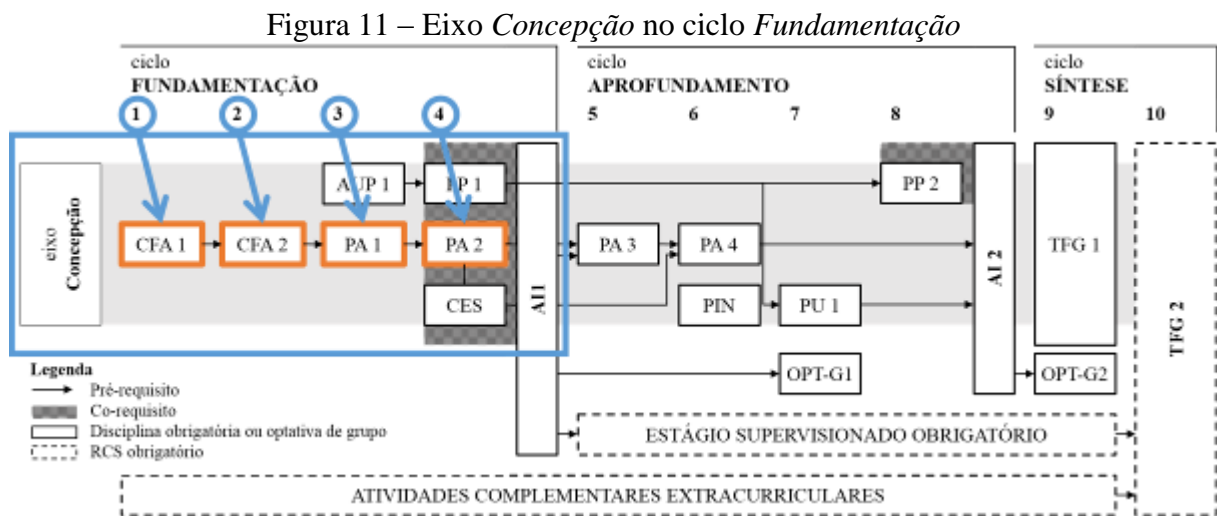 Figura 11 – Eixo Concepção no ciclo Fundamentação
ciclo
FUNDAMENTAÇÃO
ciclo
APROFUNDAMENTO
ciclo
SÍNTESE
1 2 3 4 5 6 7 8 9 10
eixo
Concepção
AUP 1
PP 1
PP 2
CFA 1
CFA 2
PA 1
PA 2
PA 3
PA 4
CES
PIN
PU 1
AI1
AI 2
TFG 1
TFG 2
OPT-G1
OPT-G2
Legenda
Pré-requisito
Co-requisito
Disciplina obrigatória ou optativa de grupo
RCS obrigatório
ESTÁGIO SUPERVISIONADO OBRIGATÓRIO
ATIVIDADES COMPLEMENTARES EXTRACURRICULARES